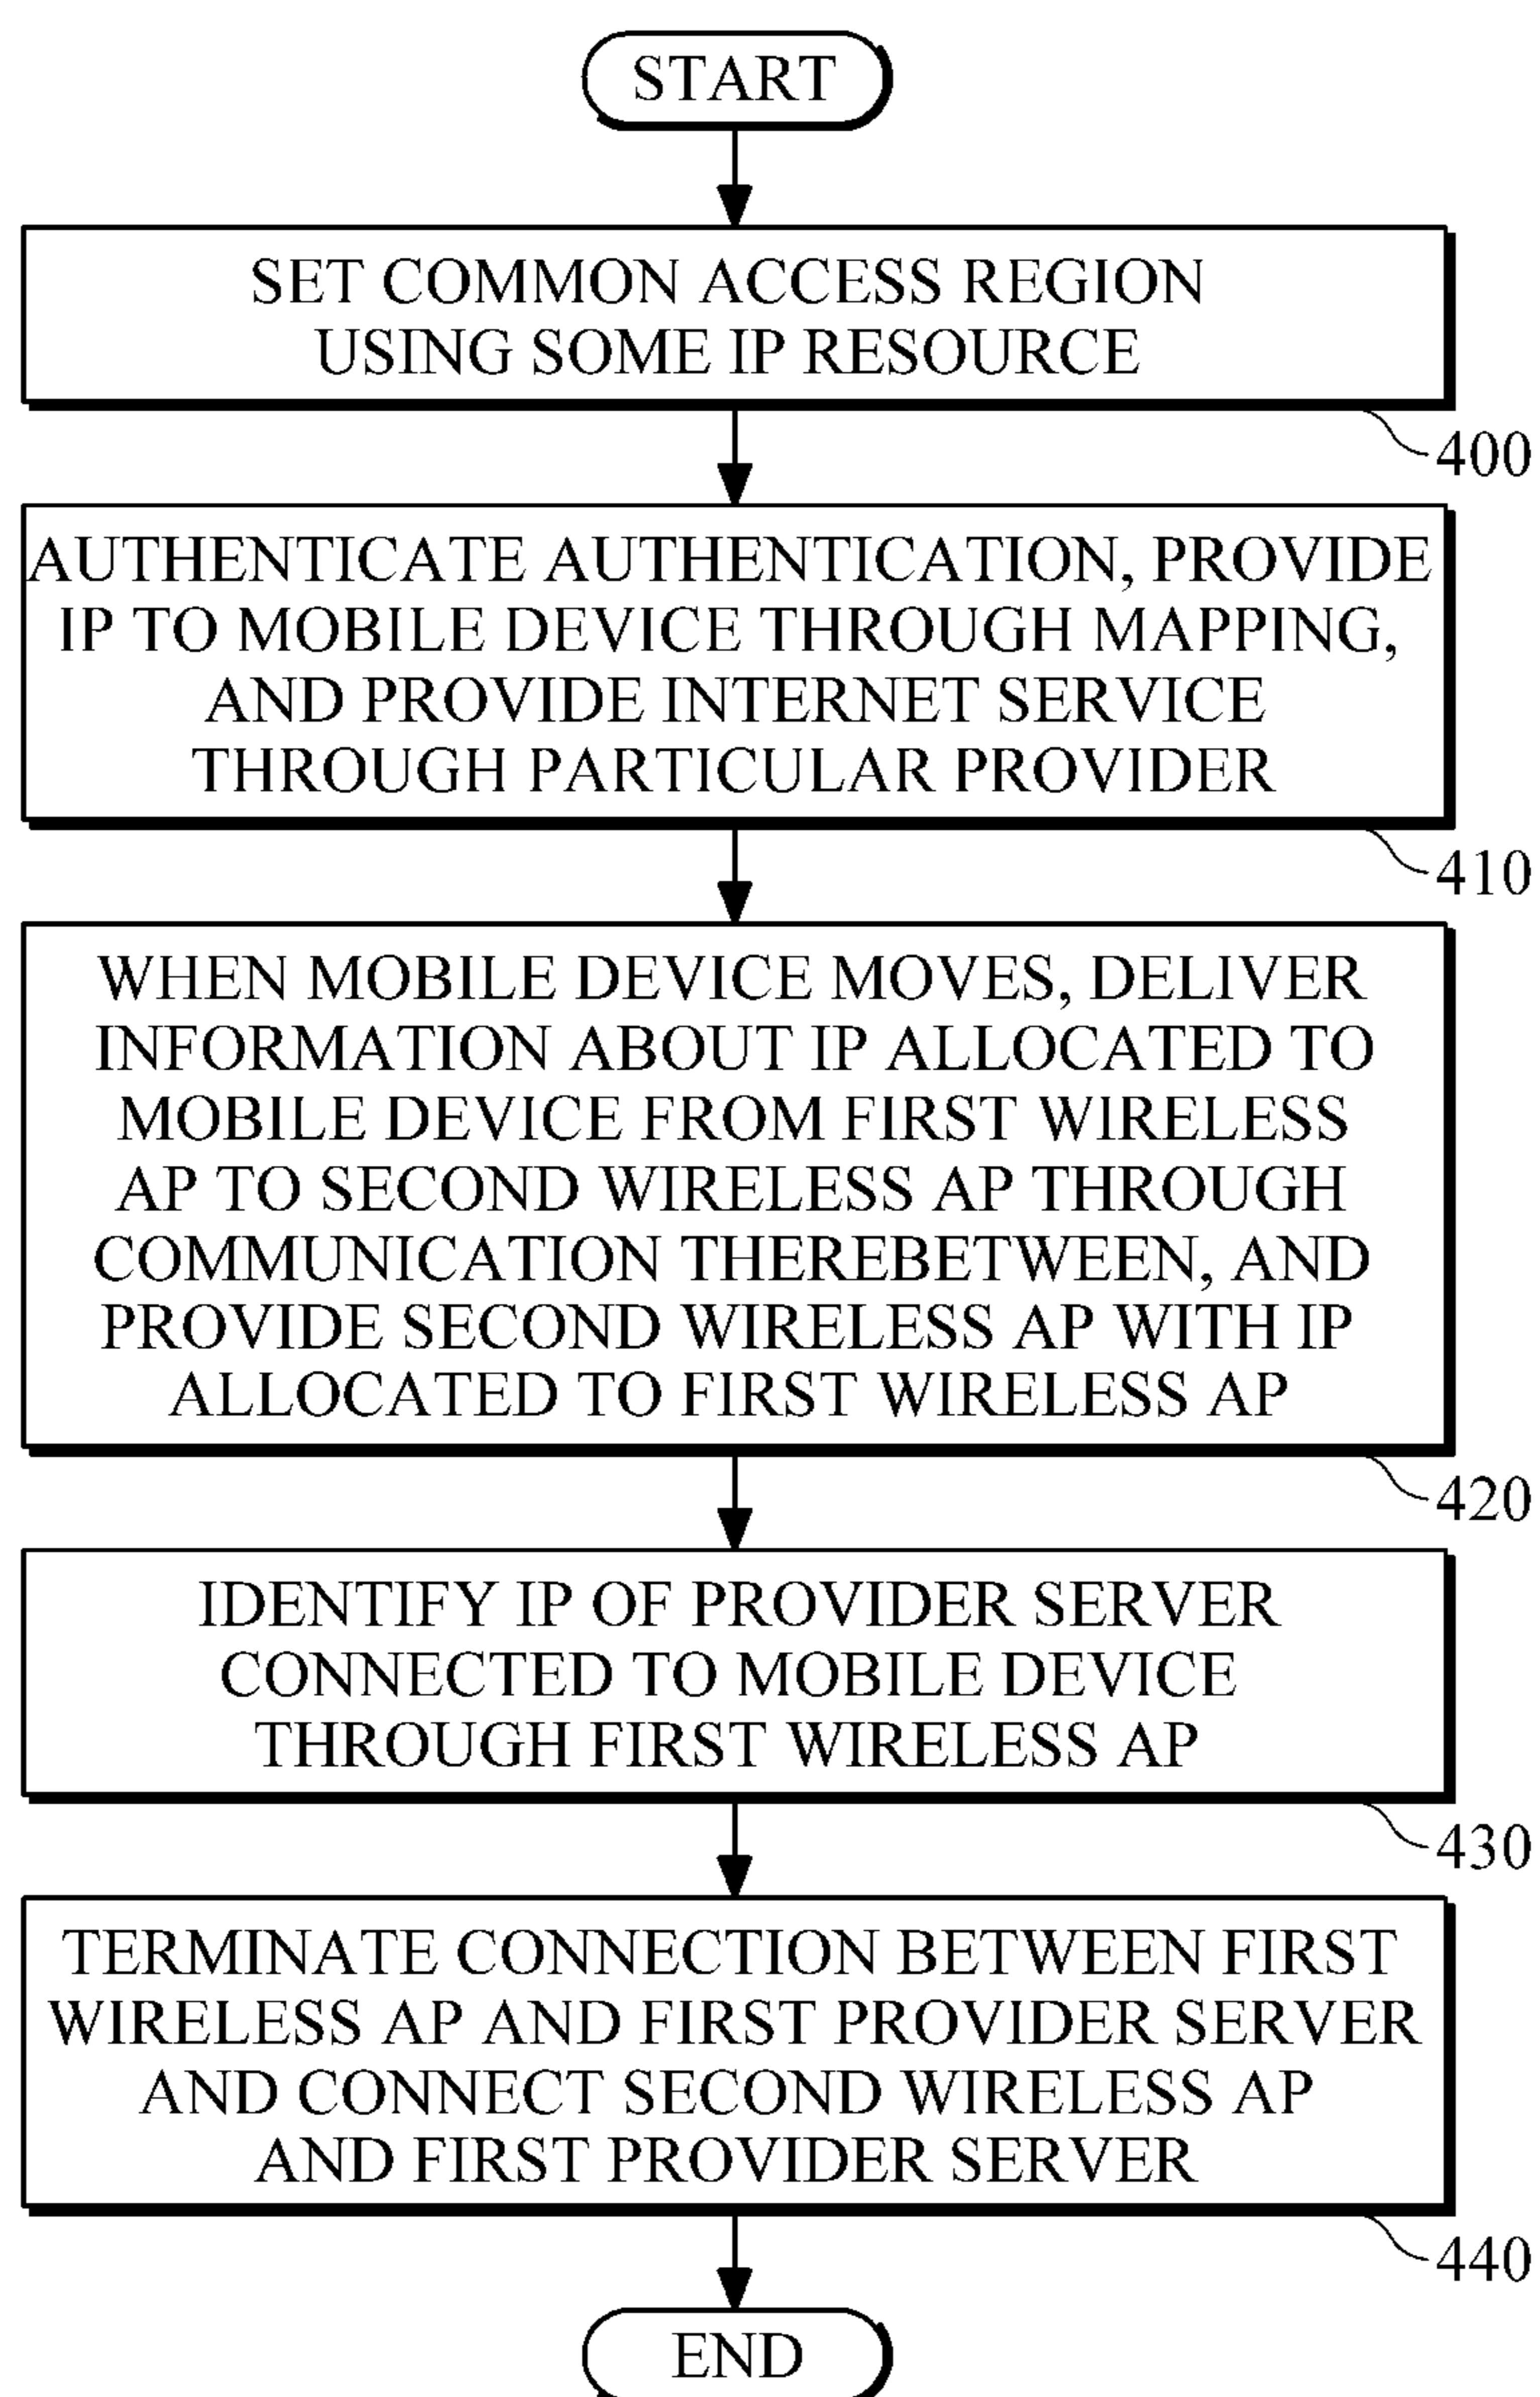 START
SET COMMON ACCESS REGION
USING SOME IP RESOURCE
400
AUTHENTICATE AUTHENTICATION, PROVIDE
IP TO MOBILE DEVICE THROUGH MAPPING,
AND PROVIDE INTERNET SERVICE
THROUGH PARTICULAR PROVIDER
410
WHEN MOBILE DEVICE MOVES, DELIVER
INFORMATION ABOUT IP ALLOCATED TO
MOBILE DEVICE FROM FIRST WIRELESS
AP TO SECOND WIRELESS AP THROUGH
COMMUNICATION THEREBETWEEN, AND
PROVIDE SECOND WIRELESS AP WITH IP
ALLOCATED TO FIRST WIRELESS AP
420
IDENTIFY IP OF PROVIDER SERVER
CONNECTED TO MOBILE DEVICE
THROUGH FIRST WIRELESS AP
430
TERMINATE CONNECTION BETWEEN FIRST
WIRELESS AP AND FIRST PROVIDER SERVER
AND CONNECT SECOND WIRELESS AP
AND FIRST PROVIDER SERVER
440
END